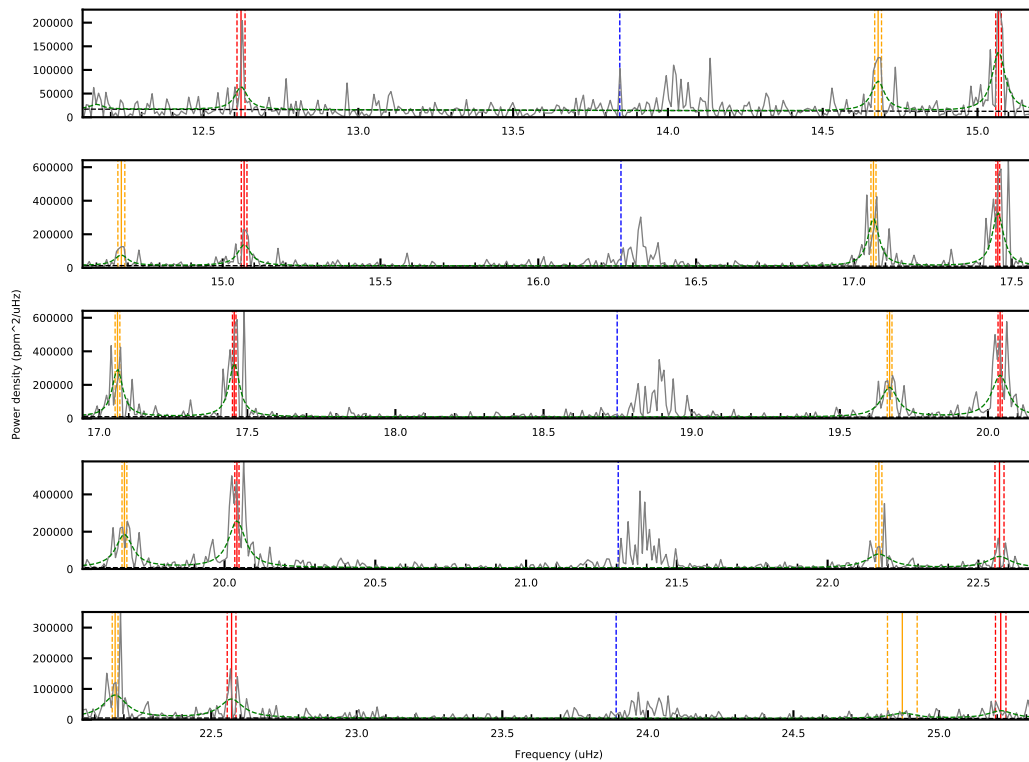 200000
150000
100000
50000
0
12.5 13.0 13.5 14.0 14.5 15.0
600000
400000
200000
0
15.0 15.5 16.0 16.5 17.0 17.5
Power density (ppm^2/uHz)
600000
400000
200000
0
17.0 17.5 18.0 18.5 19.0 19.5 20.0
400000
200000
0
20.0 20.5 21.0 21.5 22.0 22.5
300000
200000
100000
0
22.5 23.0 23.5 24.0 24.5 25.0
Frequency (uHz)